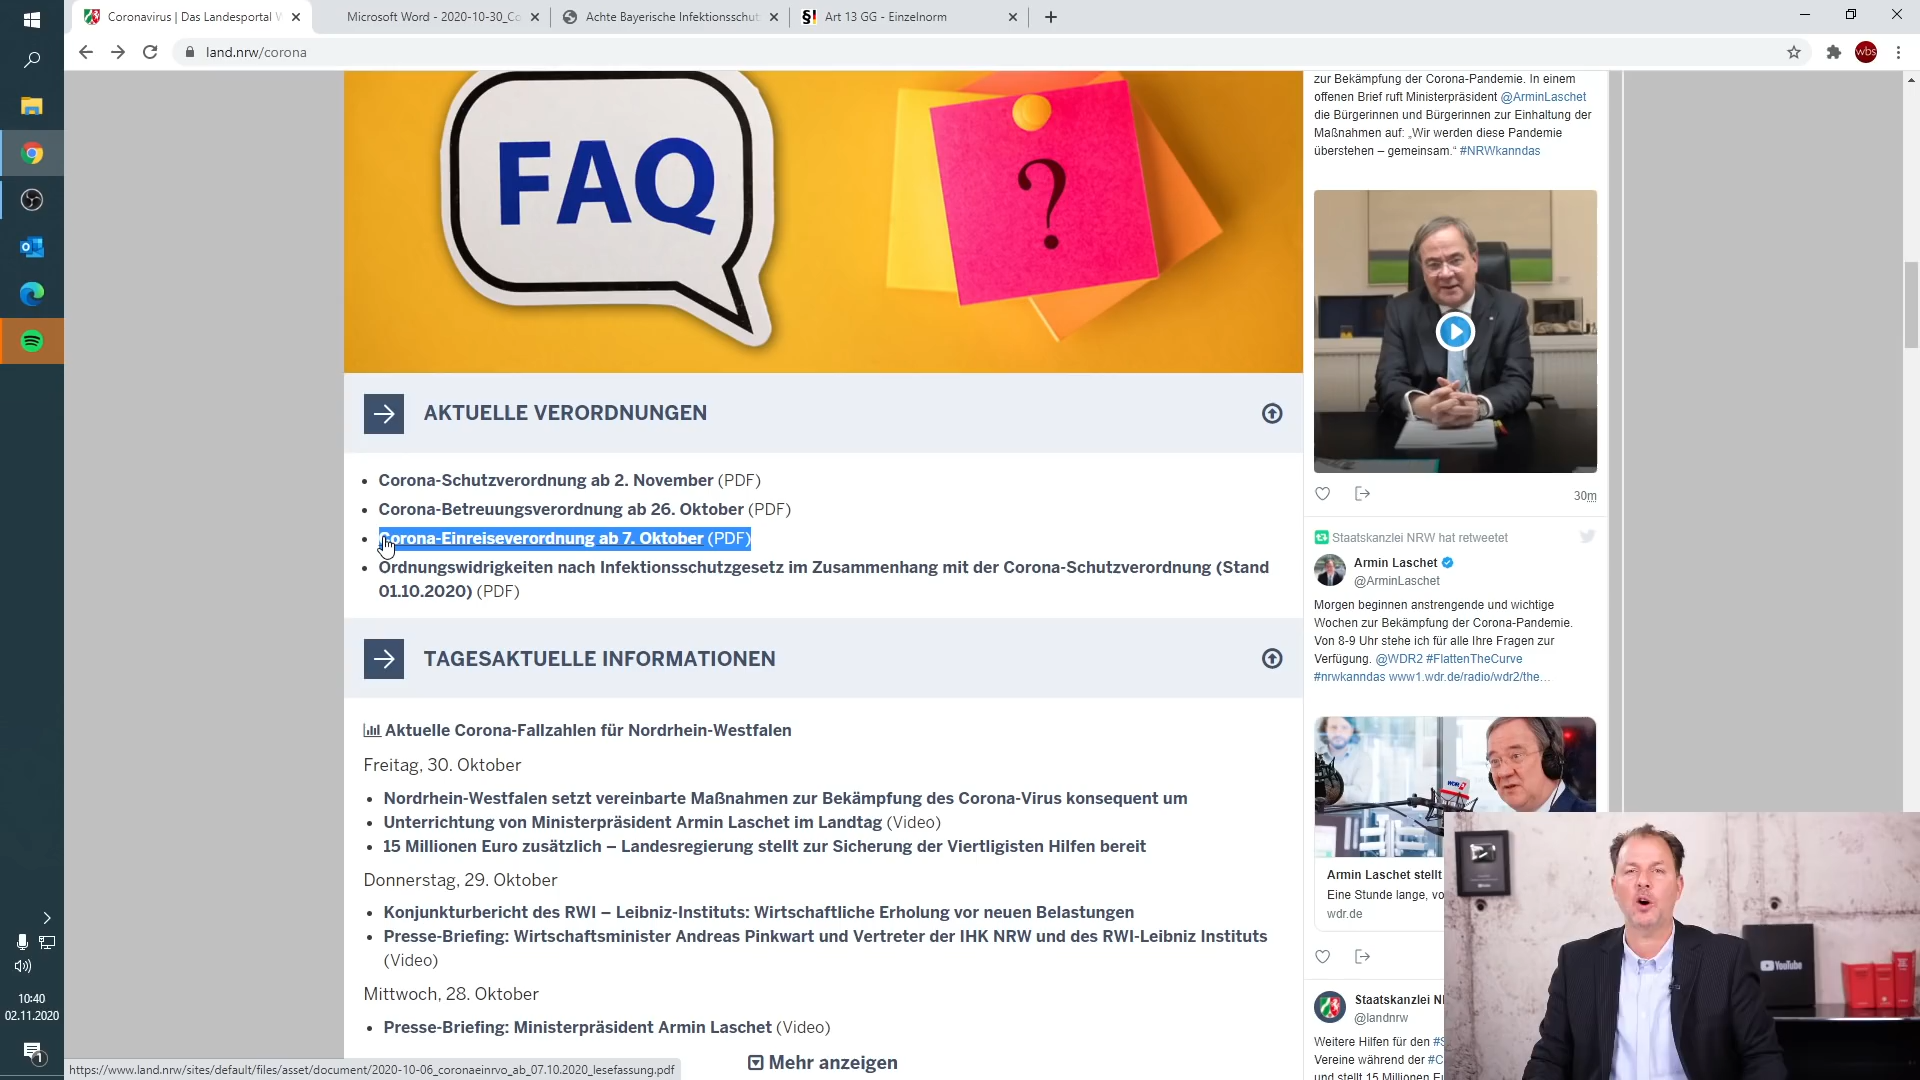 Coronavirus | Das Landesportal W
Microsoft Word - 2020-10-30_Co
Achte Bayerische Infektionsschut
Art 13 GG - Einzelnorm
land.nrw/corona
wbs
FAQ
?
AKTUELLE VERORDNUNGEN
Corona-Schutzverordnung ab 2. November (PDF)
Corona-Betreuungsverordnung ab 26. Oktober (PDF)
Corona-Einreiseverordnung ab 7. Oktober (PDF)
Ordnungswidrigkeiten nach Infektionsschutzgesetz im Zusammenhang mit der Corona-Schutzverordnung (Stand
01.10.2020) (PDF)
TAGESAKTUELLE INFORMATIONEN
Aktuelle Corona-Fallzahlen für Nordrhein-Westfalen
Freitag, 30. Oktober
Nordrhein-Westfalen setzt vereinbarte Maßnahmen zur Bekämpfung des Corona-Virus konsequent um
Unterrichtung von Ministerpräsident Armin Laschet im Landtag (Video)
15 Millionen Euro zusätzlich – Landesregierung stellt zur Sicherung der Viertligisten Hilfen bereit
Donnerstag, 29. Oktober
Konjunkturbericht des RWI – Leibniz-Instituts: Wirtschaftliche Erholung vor neuen Belastungen
Presse-Briefing: Wirtschaftsminister Andreas Pinkwart und Vertreter der IHK NRW und des RWI-Leibniz Instituts
(Video)
Mittwoch, 28. Oktober
Presse-Briefing: Ministerpräsident Armin Laschet (Video)
Mehr anzeigen
zur Bekämpfung der Corona-Pandemie. In einem
offenen Brief ruft Ministerpräsident @ArminLaschet
die Bürgerinnen und Bürgerinnen zur Einhaltung der
Maßnahmen auf: „Wir werden diese Pandemie
überstehen – gemeinsam.“ #NRWkanndas
30m
Staatskanzlei NRW hat retweetet
Armin Laschet
@ArminLaschet
Morgen beginnen anstrengende und wichtige
Wochen zur Bekämpfung der Corona-Pandemie.
Von 8-9 Uhr stehe ich für alle Ihre Fragen zur
Verfügung. @WDR2 #FlattenTheCurve
#nrwkanndas www1.wdr.de/radio/wdr2/the…
WDR
Armin Laschet stellt
Eine Stunde lange, vo
wdr.de
Staatskanzlei N
@landnrw
Weitere Hilfen für den #S
Vereine während der #C
und stellt 15 Millionen E
YouTube
10:40
02.11.2020
1
https://www.land.nrw/sites/default/files/asset/document/2020-10-06_coronaeinrvo_ab_07.10.2020_lesefassung.pdf